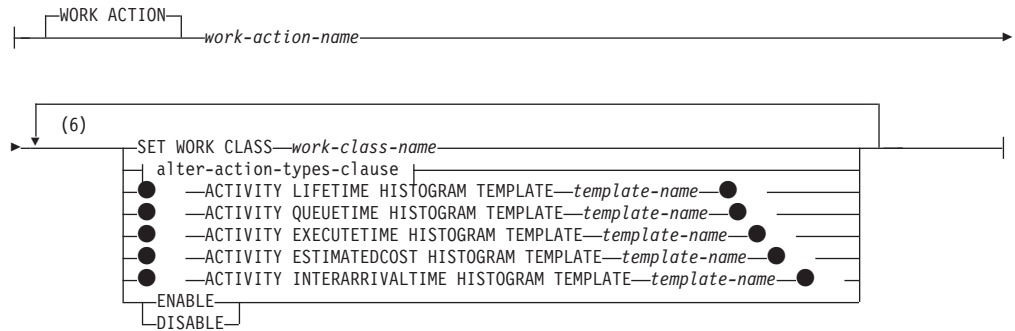 WORK ACTION
work-action-name
(6)
SET WORK CLASS work-class-name
alter-action-types-clause
ACTIVITY LIFETIME HISTOGRAM TEMPLATE template-name
ACTIVITY QUEUETIME HISTOGRAM TEMPLATE template-name
ACTIVITY EXECUTETIME HISTOGRAM TEMPLATE template-name
ACTIVITY ESTIMATEDCOST HISTOGRAM TEMPLATE template-name
ACTIVITY INTERARRIVALTIME HISTOGRAM TEMPLATE template-name
ENABLE
DISABLE